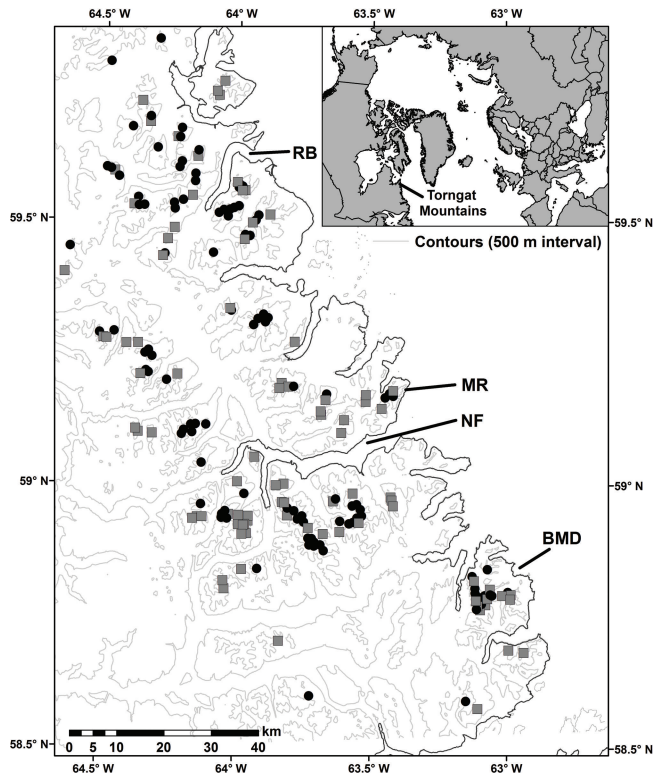 64.5° W 64° W 63.5° W 63° W
RB
Torngat
Mountains
59.5° N 59.5° N
Contours (500 m interval)
MR
NF
59° N 59° N
BMD
km
0 5 10 20 30 40
58.5° N 58.5° N
64.5° W 64° W 63.5° W 63° W